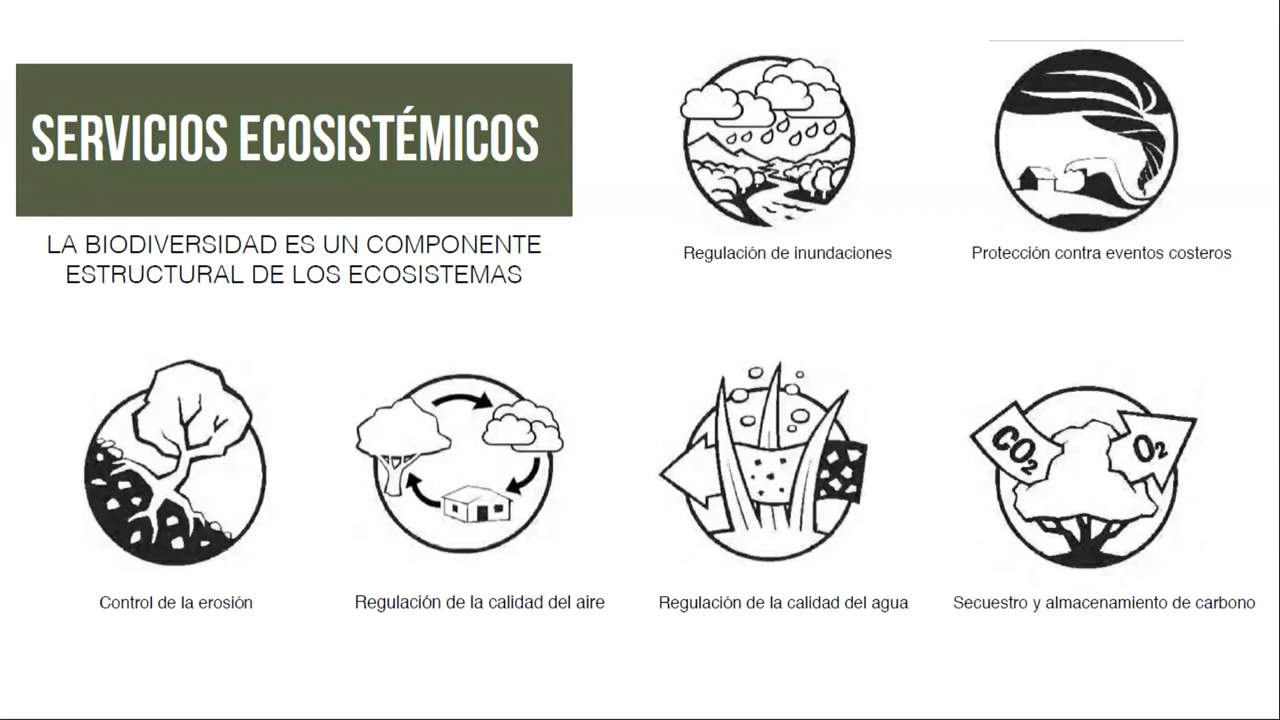 SERVICIOS ECOSISTÉMICOS
LA BIODIVERSIDAD ES UN COMPONENTE
ESTRUCTURAL DE LOS ECOSISTEMAS
Regulación de inundaciones
Protección contra eventos costeros
CO₂
O₂
Control de la erosión
Regulación de la calidad del aire
Regulación de la calidad del agua
Secuestro y almacenamiento de carbono